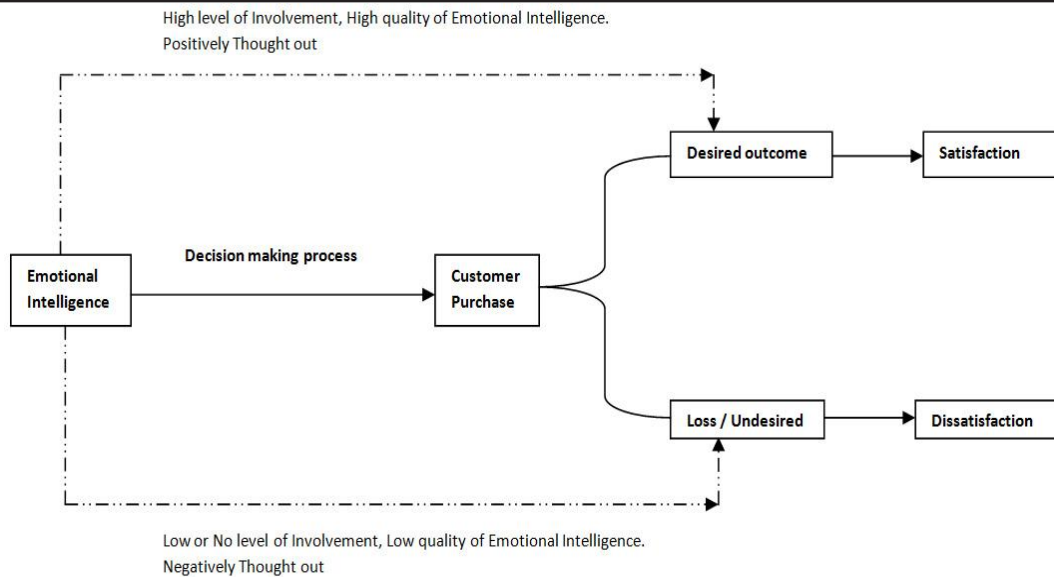 High level of Involvement, High quality of Emotional Intelligence.
Positively Thought out
Desired outcome
Satisfaction
Decision making process
Emotional
Intelligence
Customer
Purchase
Loss / Undesired
Dissatisfaction
Low or No level of Involvement, Low quality of Emotional Intelligence.
Negatively Thought out